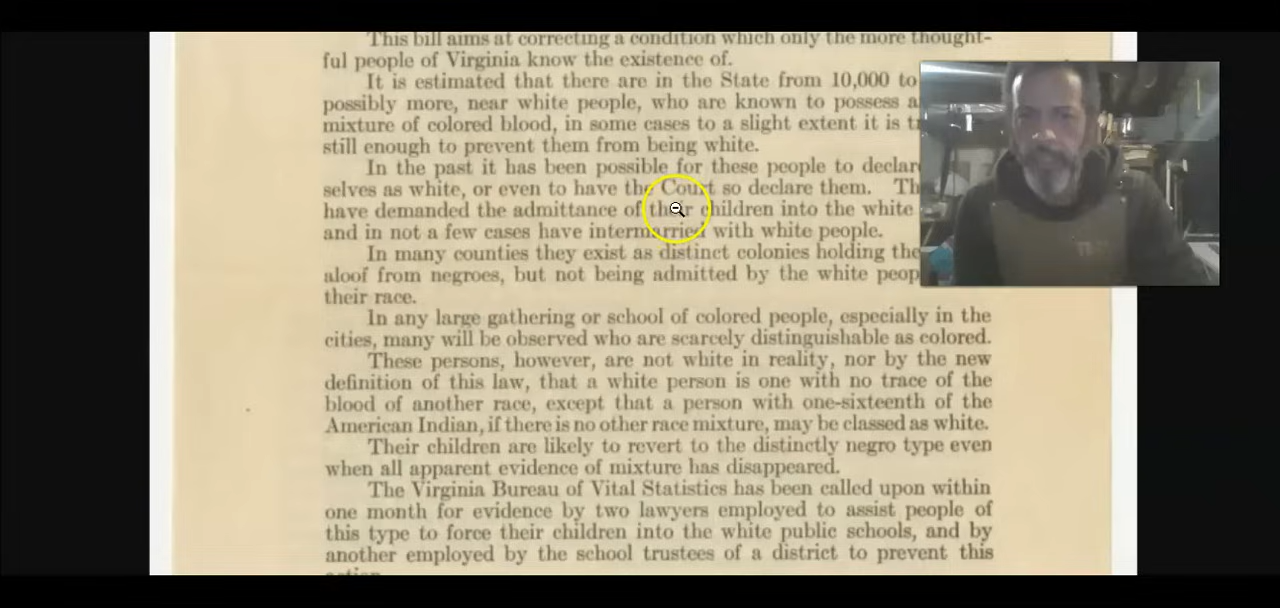 This bill aims at correcting a condition which only the more thought-
ful people of Virginia know the existence of.
It is estimated that there are in the State from 10,000 to
possibly more, near white people, who are known to possess a
mixture of colored blood, in some cases to a slight extent it is
still enough to prevent them from being white.
In the past it has been possible for these people to
selves as white, or even to have the Court so declare them.
have demanded the admittance of their children into the white
and in not a few cases have intermarried with white people.
In many counties they exist as distinct colonies holding
aloof from negroes, but not being admitted by the white
their race.
In any large gathering or school of colored people, especially in the
cities, many will be observed who are scarcely distinguishable as colored.
These persons, however, are not white in reality, nor by the new
definition of this law, that a white person is one with no trace of the
blood of another race, except that a person with one-sixteenth of the
American Indian, if there is no other race mixture, may be classed as white.
Their children are likely to revert to the distinctly negro type even
when all apparent evidence of mixture has disappeared.
The Virginia Bureau of Vital Statistics has been called upon within
one month for evidence by two lawyers employed to assist people of
this type to force their children into the white public schools, and by
another employed by the school trustees of a district to prevent this